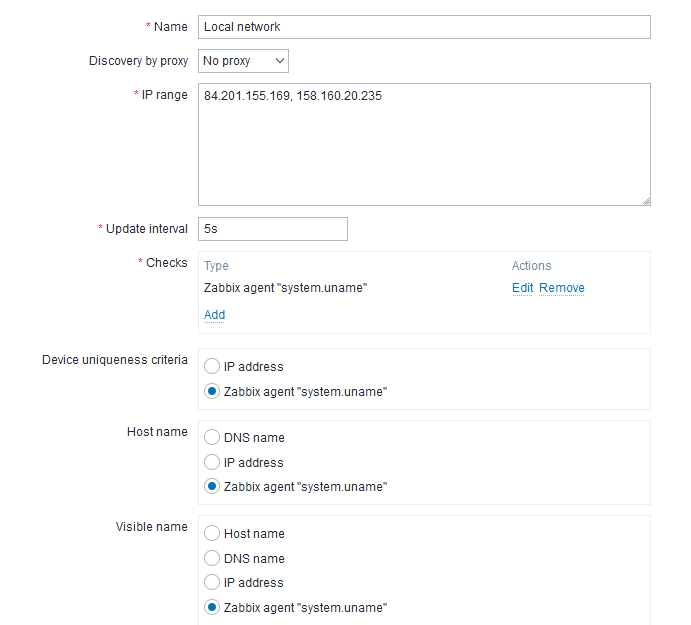 * Name Local network
Discovery by proxy No proxy
* IP range 84.201.155.169, 158.160.20.235
* Update interval 5s
* Checks Type Actions
Zabbix agent "system.uname" Edit Remove
Add
Device uniqueness criteria IP address
Zabbix agent "system.uname"
Host name DNS name
IP address
Zabbix agent "system.uname"
Visible name Host name
DNS name
IP address
Zabbix agent "system.uname"